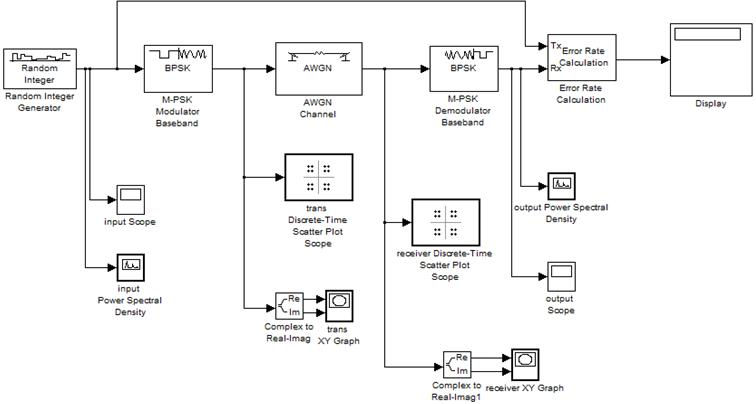 Random
Integer
Random Integer
Generator
BPSK
M-PSK
Modulator
Baseband
AWGN
AWGN
Channel
BPSK
M-PSK
Demodulator
Baseband
Tx
Rx
Error Rate
Calculation
Error Rate
Calculation
Display
input Scope
input
Power Spectral
Density
trans
Discrete-Time
Scatter Plot
Scope
receiver Discrete-Time
Scatter Plot
Scope
output Power Spectral
Density
output
Scope
Re
Im
Complex to
Real-Imag
trans
XY Graph
Re
Im
Complex to
Real-Imag1
receiver XY Graph